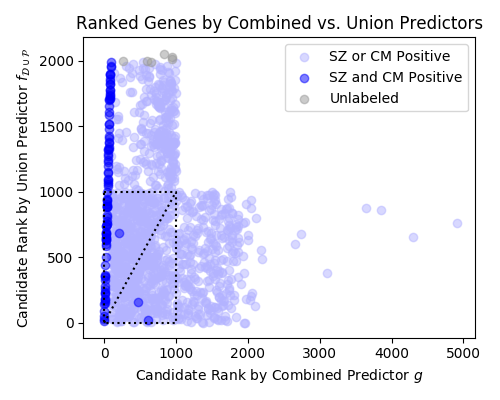 Ranked Genes by Combined vs. Union Predictors
SZ or CM Positive
SZ and CM Positive
Unlabeled
Candidate Rank by Union Predictor f_{𝒟∪𝒫}
2000
1500
1000
500
0
0 1000 2000 3000 4000 5000
Candidate Rank by Combined Predictor g